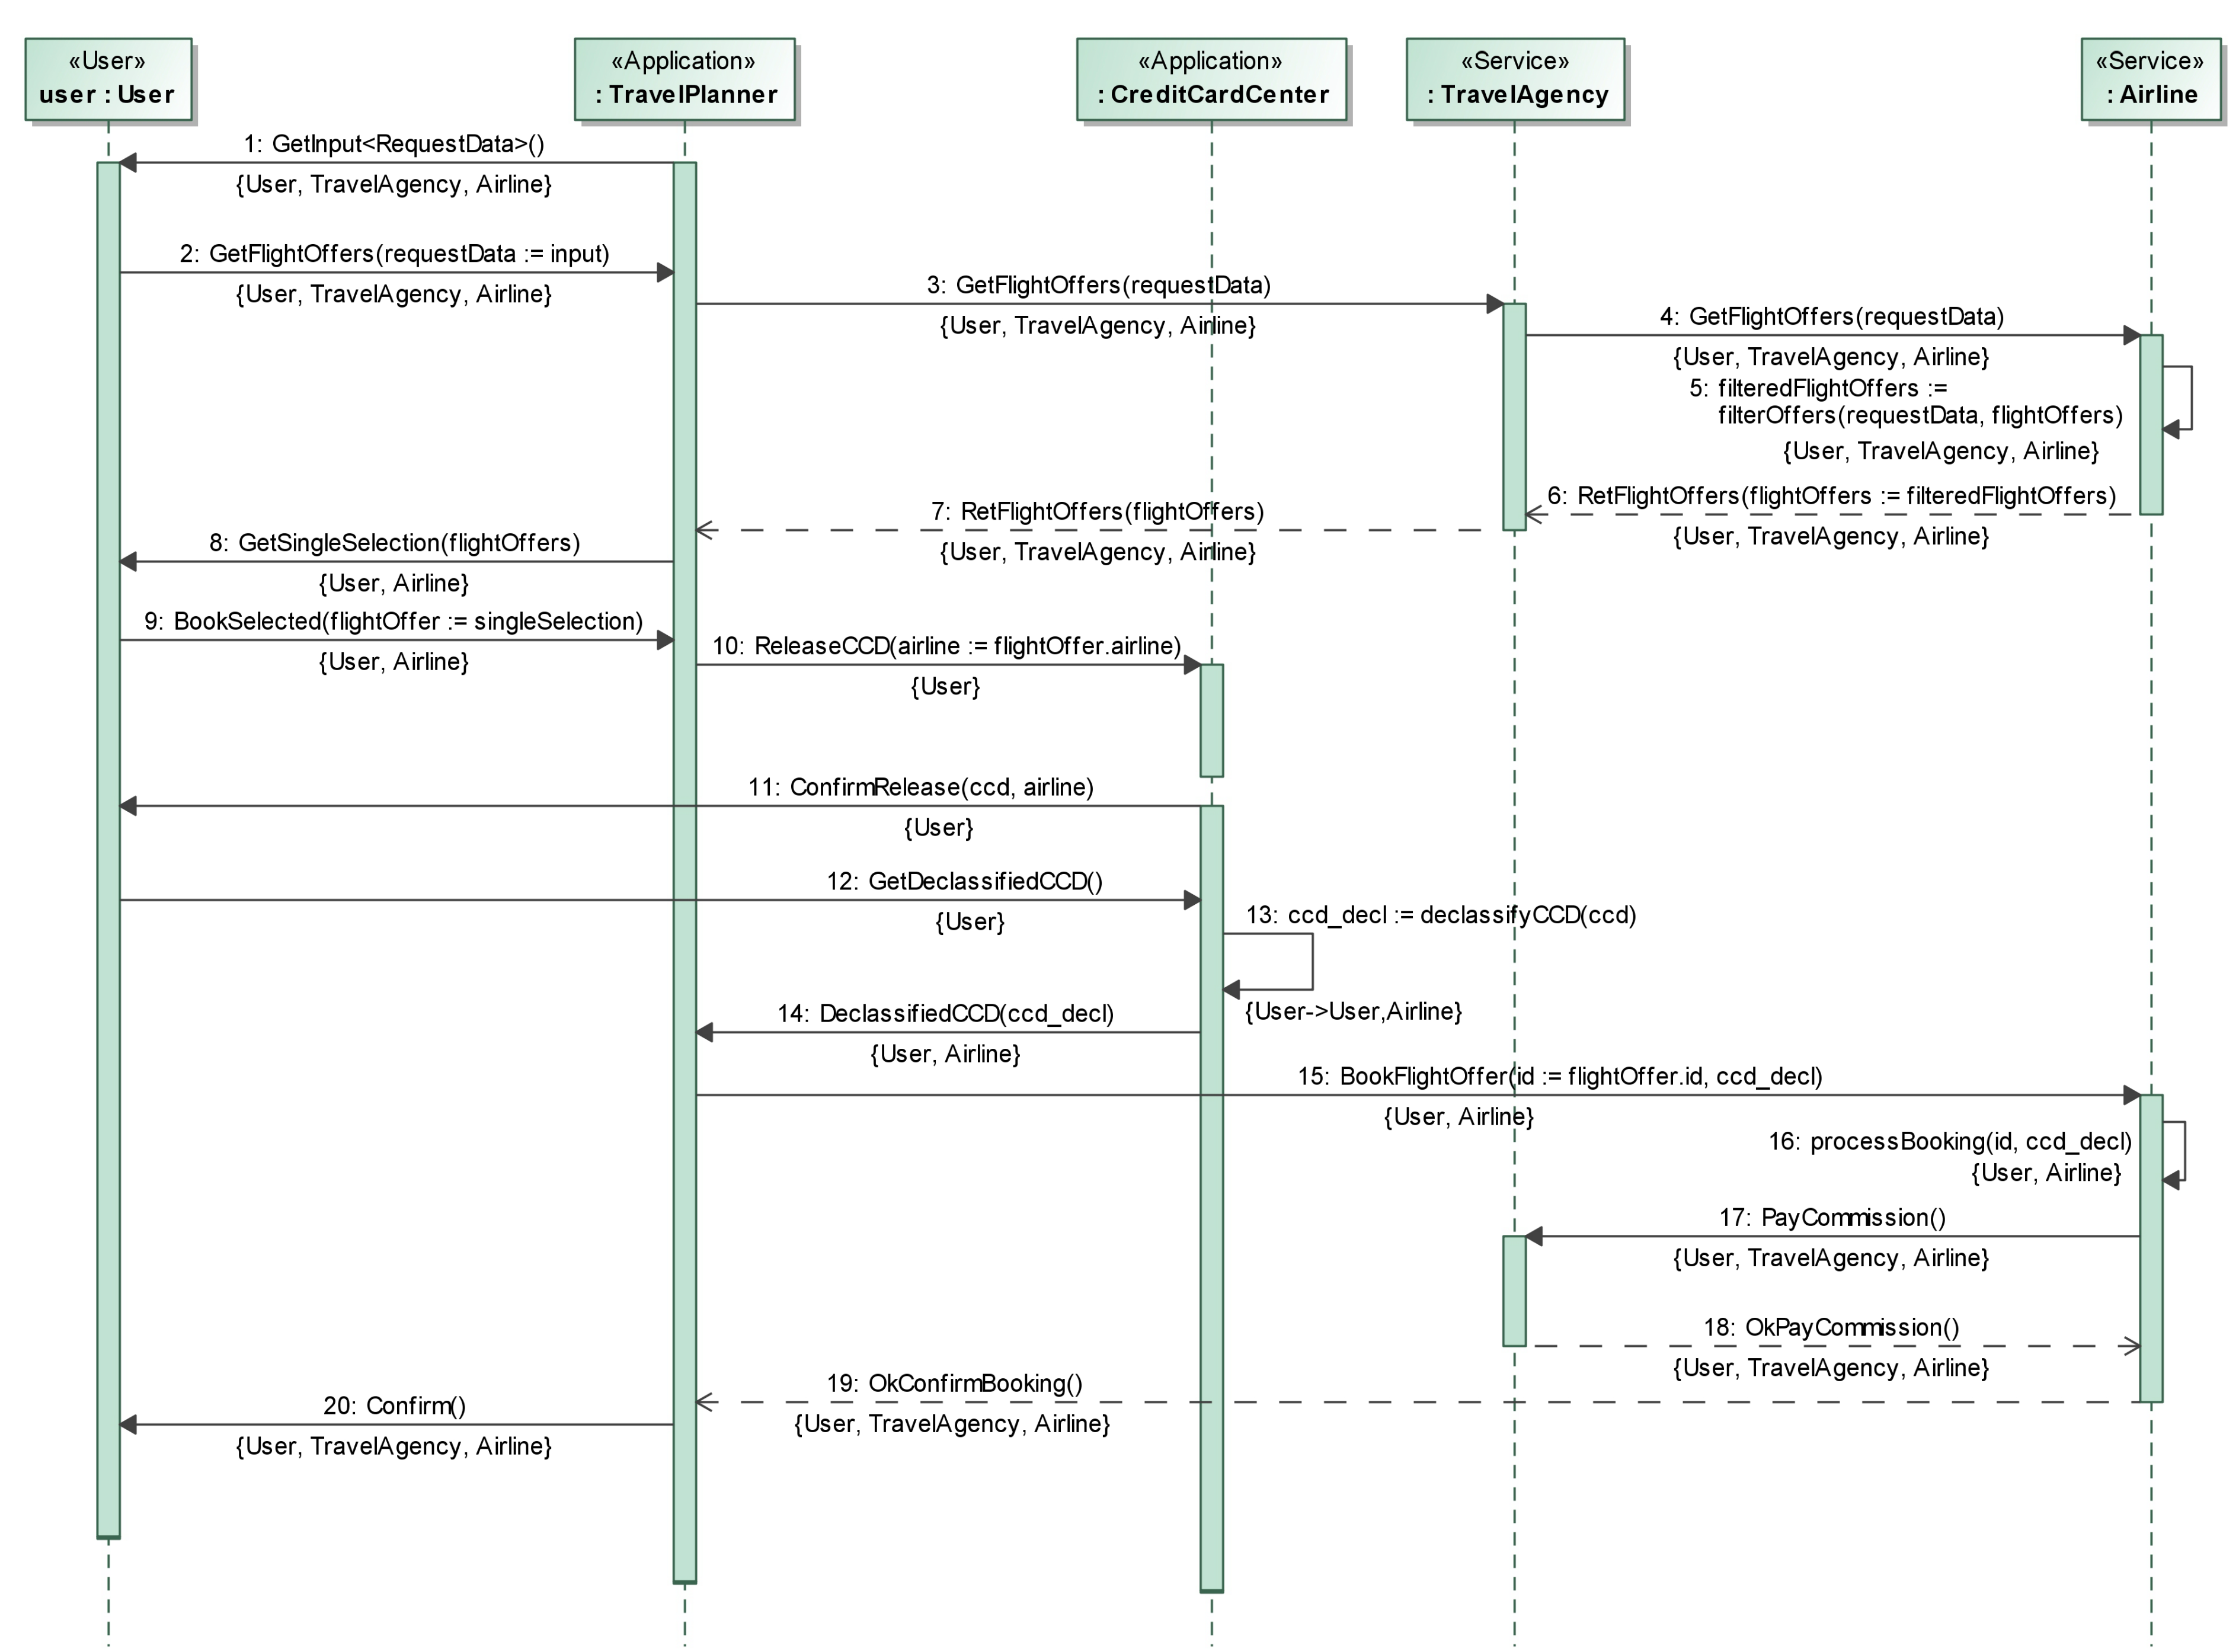 «User»
user : User
«Application»
: TravelPlanner
«Application»
: CreditCardCenter
«Service»
: TravelAgency
«Service»
: Airline
1: GetInput<RequestData>()
{User, TravelAgency, Airline}
2: GetFlightOffers(requestData := input)
{User, TravelAgency, Airline}
3: GetFlightOffers(requestData)
{User, TravelAgency, Airline}
4: GetFlightOffers(requestData)
{User, TravelAgency, Airline}
5: filteredFlightOffers :=
filterOffers(requestData, flightOffers)
{User, TravelAgency, Airline}
6: RetFlightOffers(flightOffers := filteredFlightOffers)
{User, TravelAgency, Airline}
7: RetFlightOffers(flightOffers)
{User, TravelAgency, Airline}
8: GetSingleSelection(flightOffers)
{User, Airline}
9: BookSelected(flightOffer := singleSelection)
{User, Airline}
10: ReleaseCCD(airline := flightOffer.airline)
{User}
11: ConfirmRelease(ccd, airline)
{User}
12: GetDeclassifiedCCD()
{User}
13: ccd_decl := declassifyCCD(ccd)
{User->User,Airline}
14: DeclassifiedCCD(ccd_decl)
{User, Airline}
15: BookFlightOffer(id := flightOffer.id, ccd_decl)
{User, Airline}
16: processBooking(id, ccd_decl)
{User, Airline}
17: PayCommission()
{User, TravelAgency, Airline}
18: OkPayCommission()
{User, TravelAgency, Airline}
19: OkConfirmBooking()
{User, TravelAgency, Airline}
20: Confirm()
{User, TravelAgency, Airline}